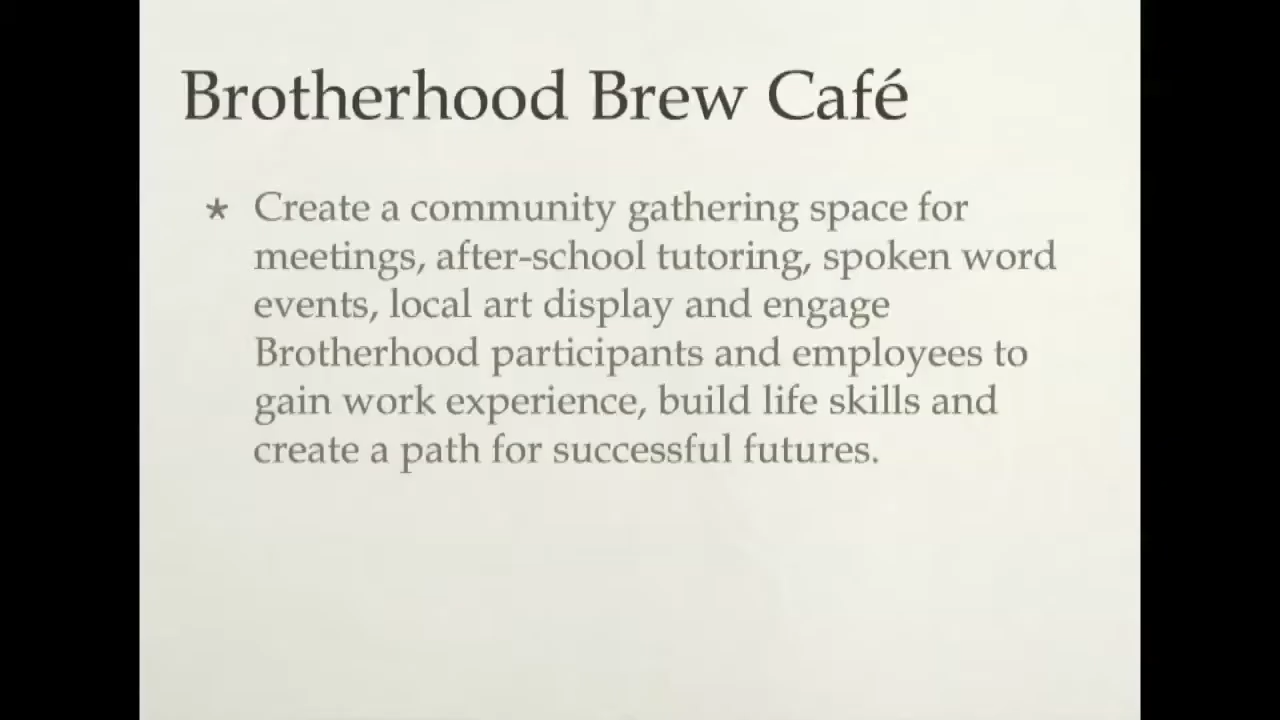 Brotherhood Brew Café
* Create a community gathering space for
meetings, after-school tutoring, spoken word
events, local art display and engage
Brotherhood participants and employees to
gain work experience, build life skills and
create a path for successful futures.